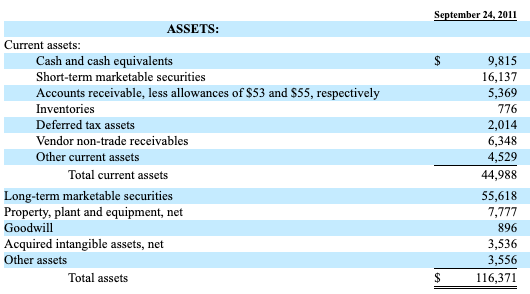 September 24, 2011
ASSETS:
Current assets:
Cash and cash equivalents $ 9,815
Short-term marketable securities 16,137
Accounts receivable, less allowances of $53 and $55, respectively 5,369
Inventories 776
Deferred tax assets 2,014
Vendor non-trade receivables 6,348
Other current assets 4,529
Total current assets 44,988
Long-term marketable securities 55,618
Property, plant and equipment, net 7,777
Goodwill 896
Acquired intangible assets, net 3,536
Other assets 3,556
Total assets $ 116,371